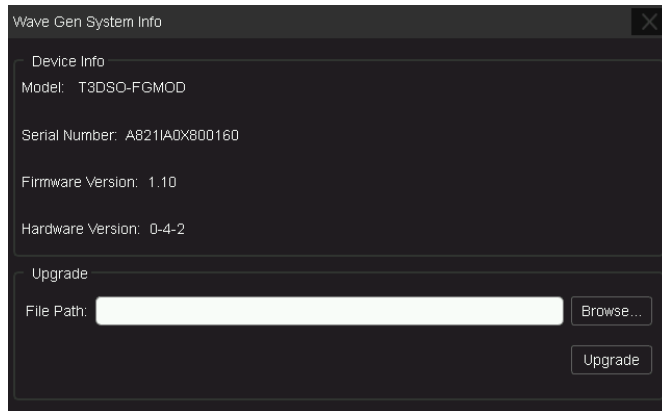 Wave Gen System Info
Device Info
Model: T3DSO-FGMOD
Serial Number: A821IA0X800160
Firmware Version: 1.10
Hardware Version: 0-4-2
Upgrade
File Path:
Browse...
Upgrade